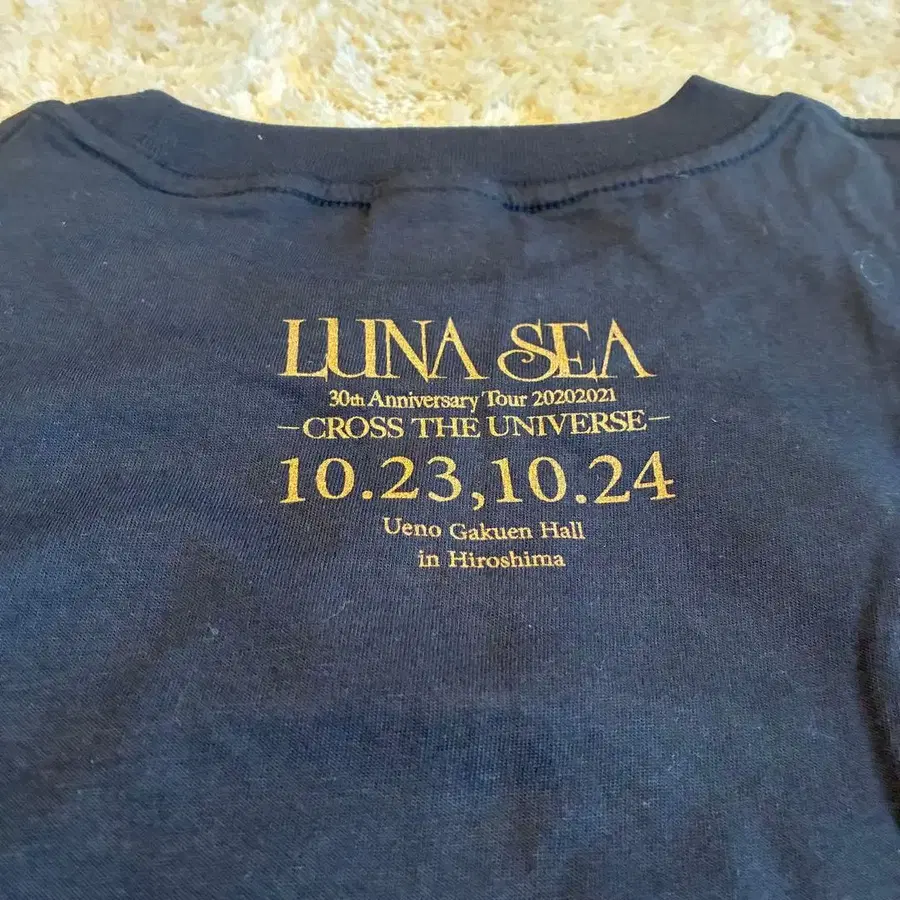 LUNA SEA
30th Anniversary Tour 20202021
-CROSS THE UNIVERSE-
10.23,10.24
Ueno Gakuen Hall
in Hiroshima